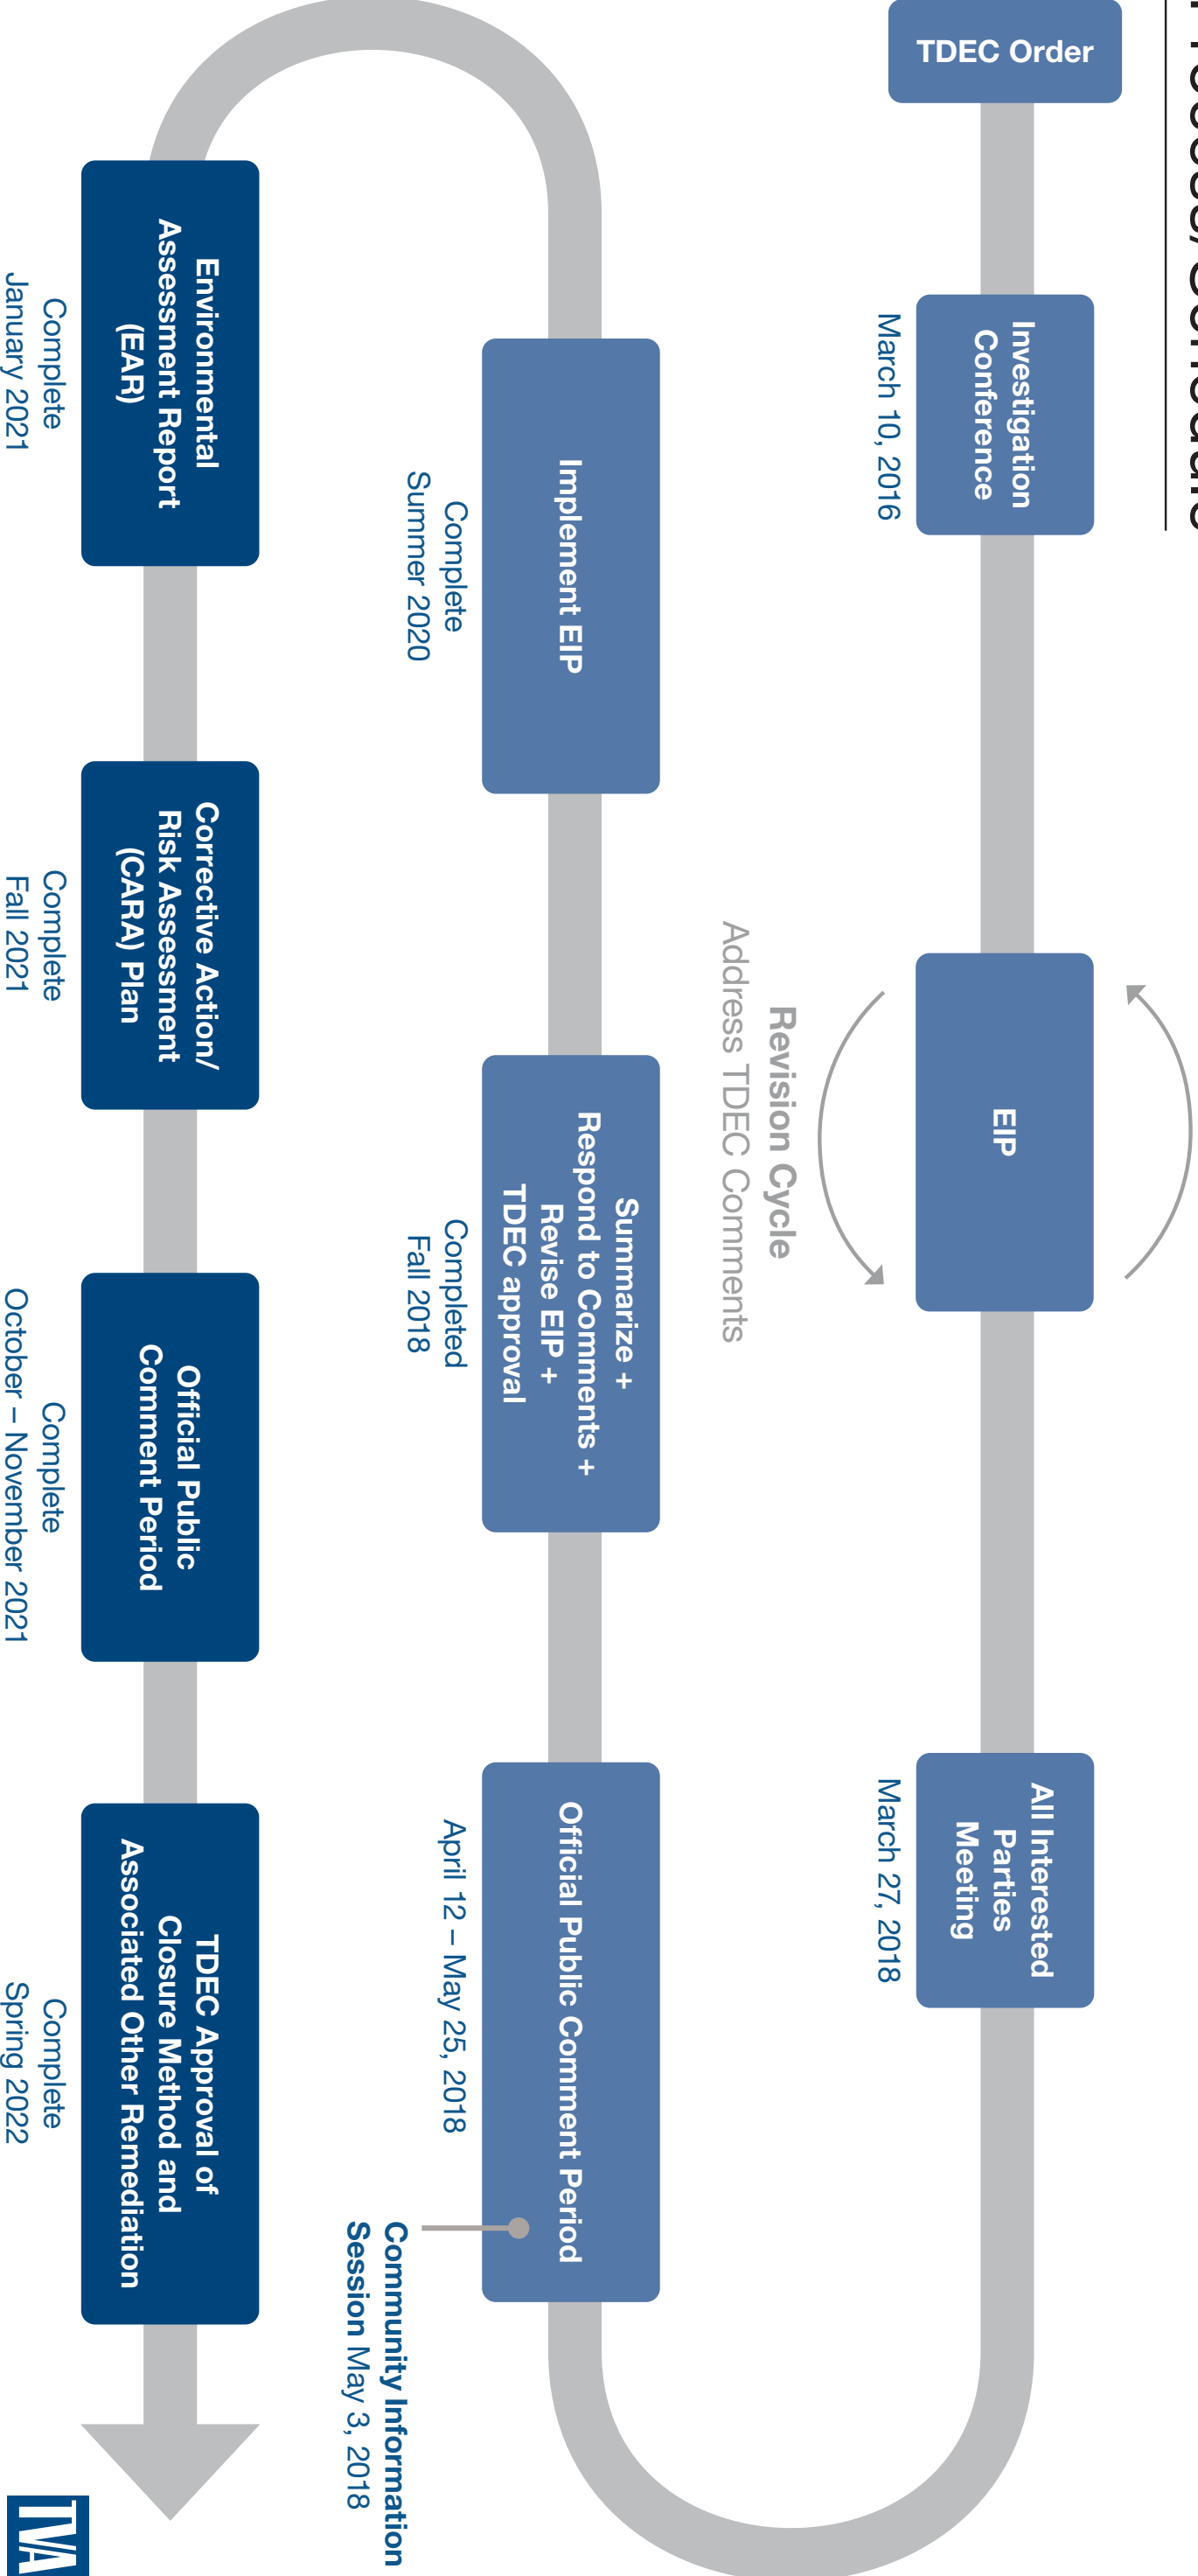 Process/Schedule
TDEC Order
Investigation
Conference
March 10, 2016
EIP
Revision Cycle
Address TDEC Comments
All Interested
Parties
Meeting
March 27, 2018
Official Public Comment Period
April 12 – May 25, 2018
Community Information
Session May 3, 2018
Summarize +
Respond to Comments +
Revise EIP +
TDEC approval
Completed
Fall 2018
Implement EIP
Complete
Summer 2020
Environmental
Assessment Report
(EAR)
Complete
January 2021
Corrective Action/
Risk Assessment
(CARA) Plan
Complete
Fall 2021
Official Public
Comment Period
Complete
October – November 2021
TDEC Approval of
Closure Method and
Associated Other Remediation
Complete
Spring 2022
TVA